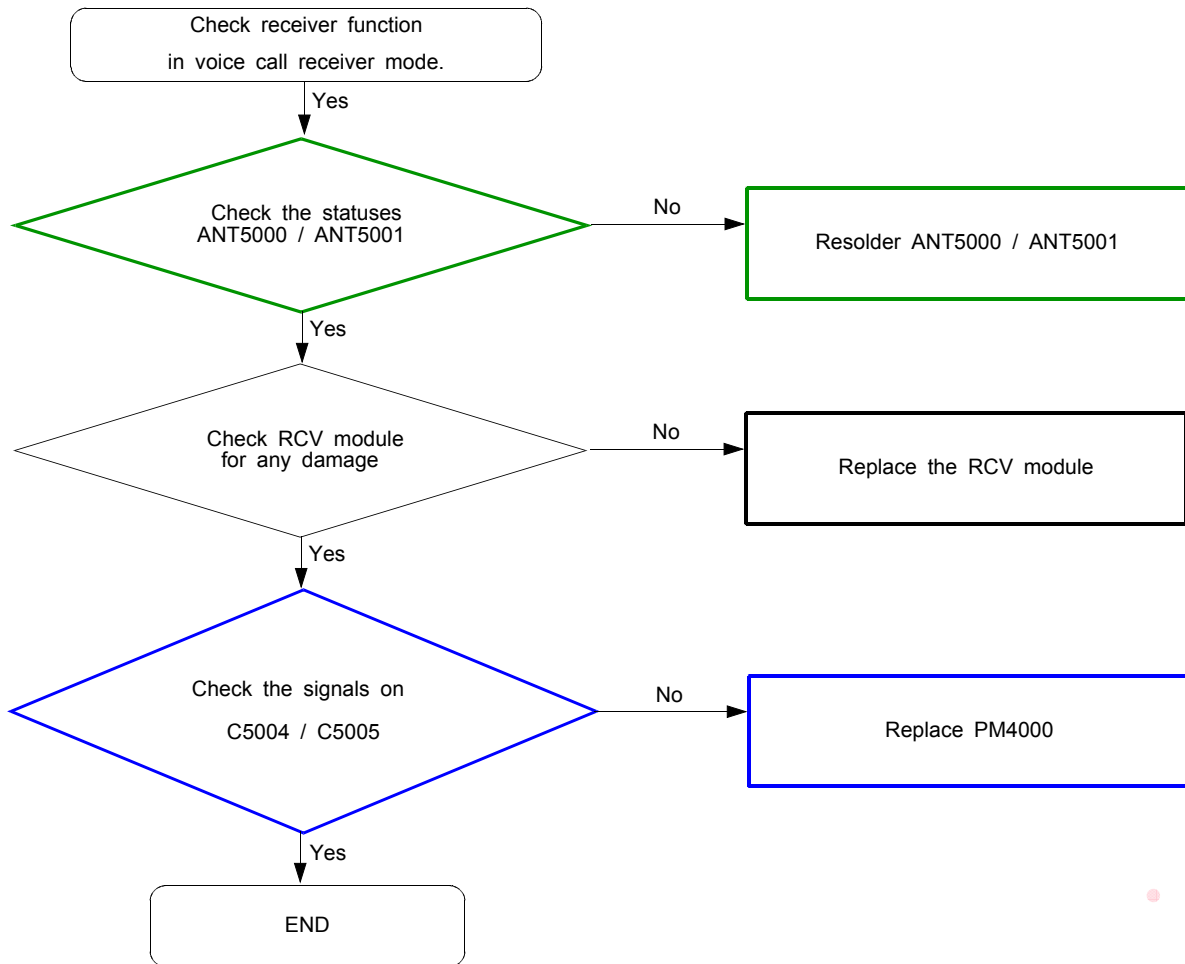 Check receiver function
in voice call receiver mode.
Yes
Check the statuses
ANT5000 / ANT5001
No
Resolder ANT5000 / ANT5001
Yes
Check RCV module
for any damage
No
Replace the RCV module
Yes
Check the signals on
C5004 / C5005
No
Replace PM4000
Yes
END